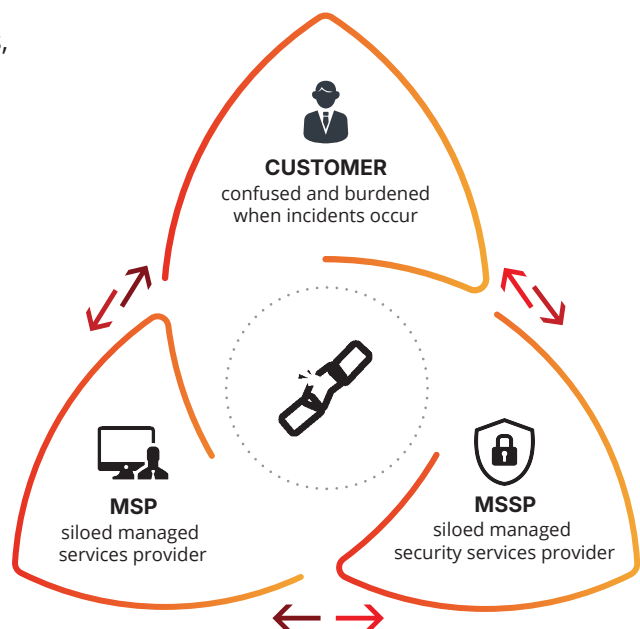 CUSTOMER
confused and burdened
when incidents occur
MSP
siloed managed
services provider
MSSP
siloed managed
security services provider